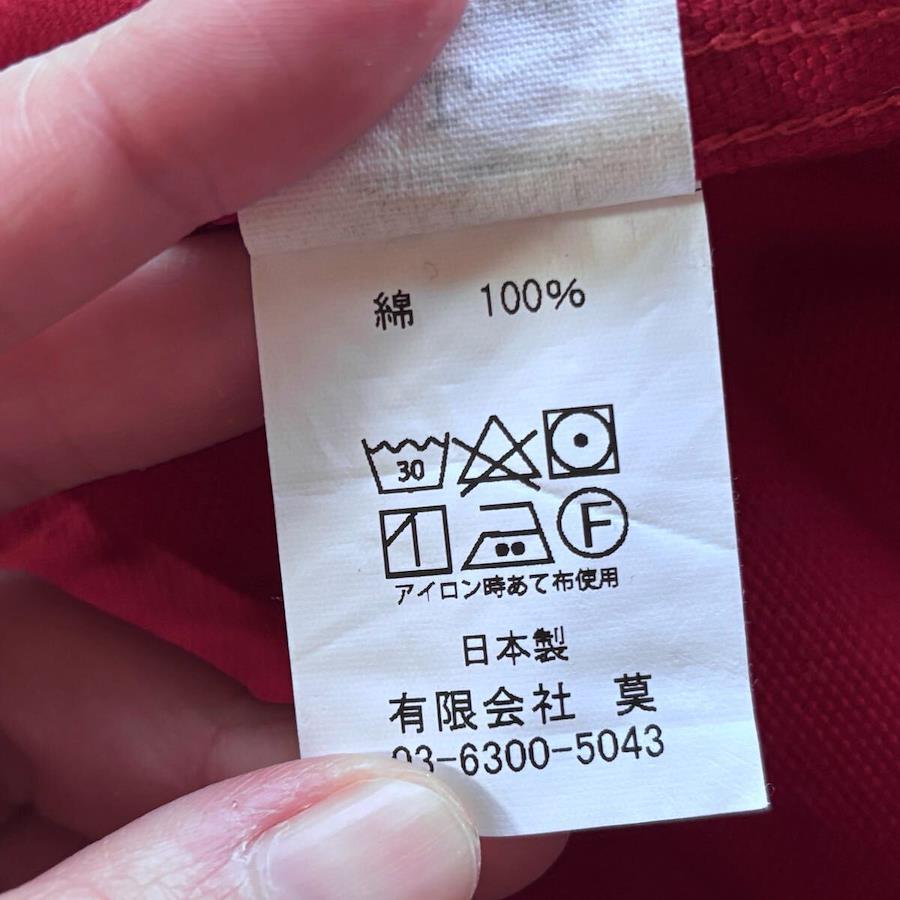 綿 100%
30
F
アイロン時あて布使用
日本製
有限会社 莫
03-6300-5043